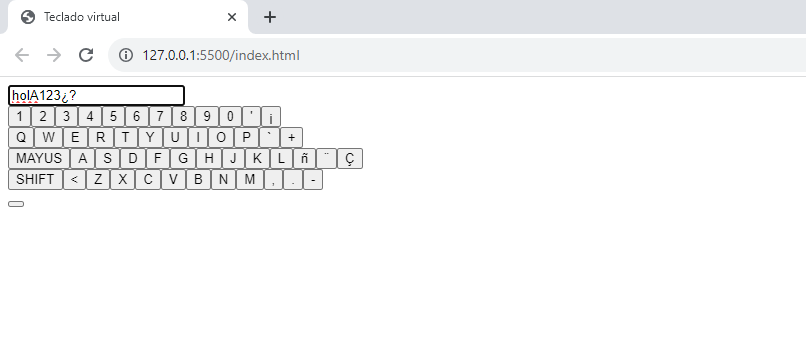 Teclado virtual
127.0.0.1:5500/index.html
holA123¿?
1 2 3 4 5 6 7 8 9 0 ' ¡
Q W E R T Y U I O P ` +
MAYUS A S D F G H J K L ñ ¨ Ç
SHIFT < Z X C V B N M , . -